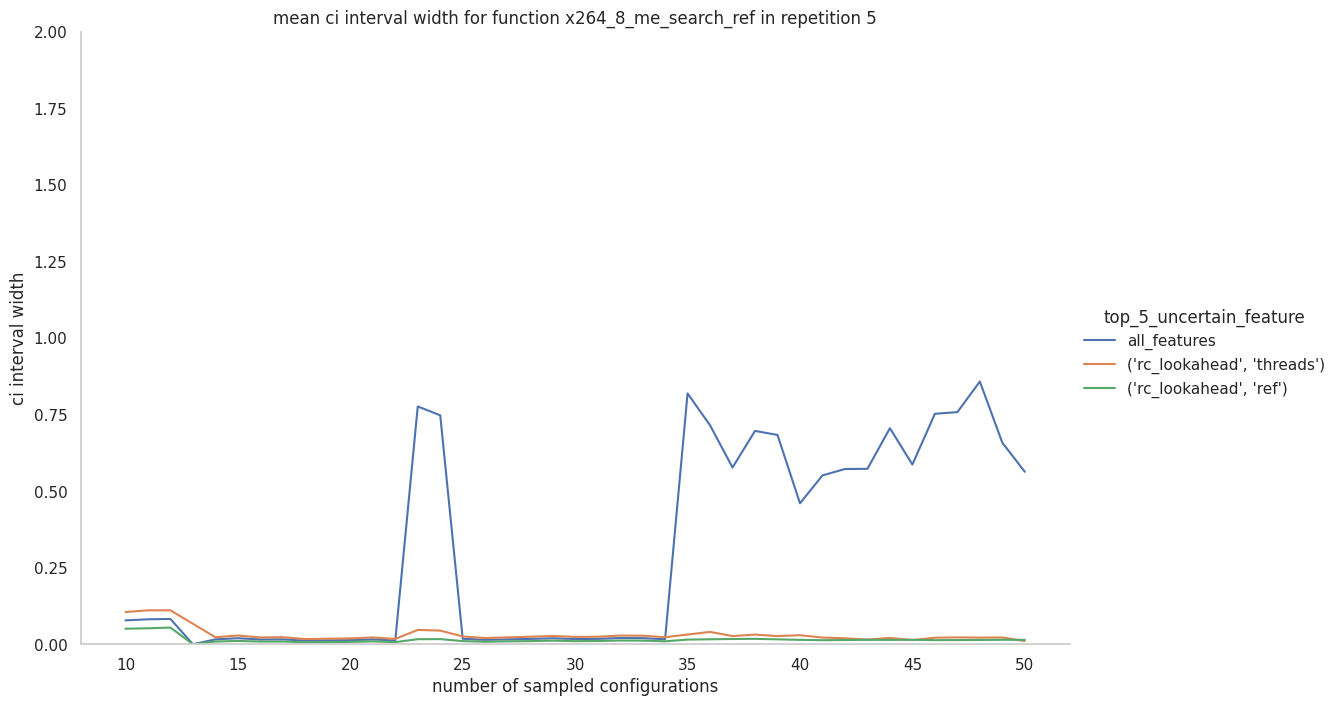 mean ci interval width for function x264_8_me_search_ref in repetition 5
2.00
1.75
1.50
1.25
1.00
0.75
0.50
0.25
0.00
ci interval width
10 15 20 25 30 35 40 45 50
number of sampled configurations
top_5_uncertain_feature
all_features
('rc_lookahead', 'threads')
('rc_lookahead', 'ref')